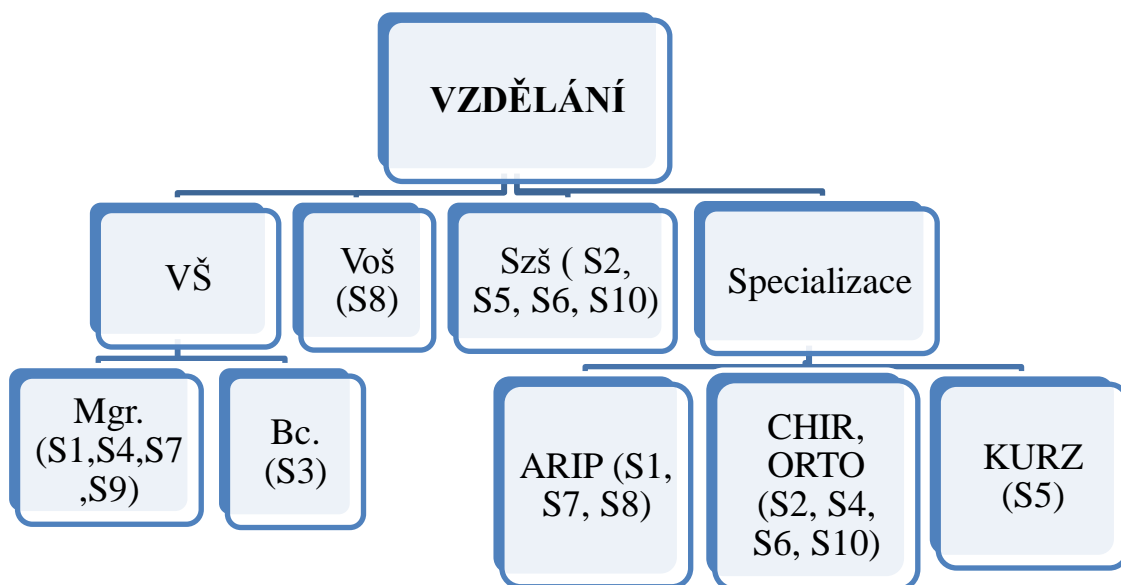 VZDĚLÁNÍ
VŠ
Voš
(S8)
Szš ( S2,
S5, S6, S10)
Specializace
Mgr.
(S1,S4,S7
,S9)
Bc.
(S3)
ARIP (S1,
S7, S8)
CHIR,
ORTO
(S2, S4,
S6, S10)
KURZ
(S5)